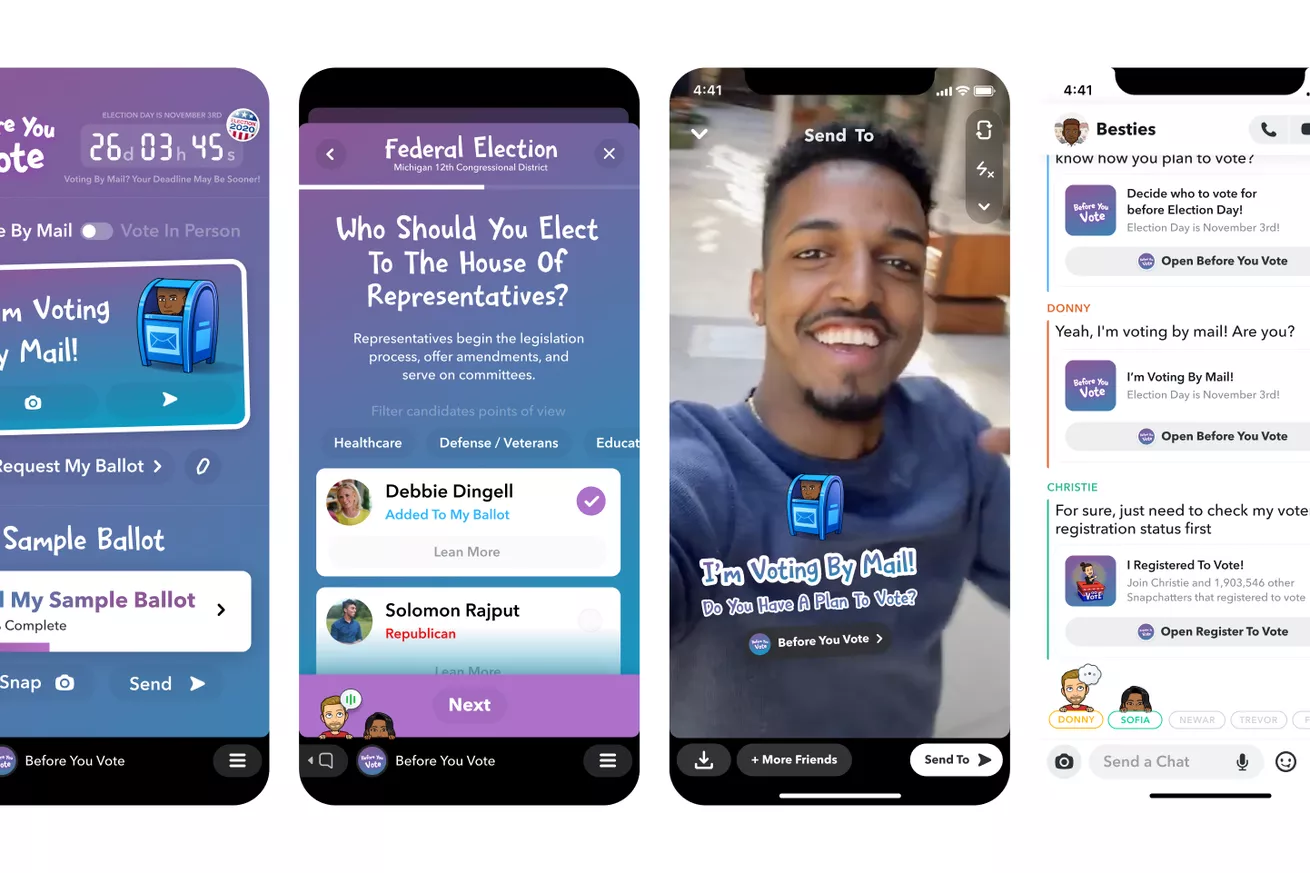 re You
ote
ELECTION DAY IS NOVEMBER 3RD
26d 03h 45s
ELECTION 2020
Voting By Mail? Your Deadline May Be Sooner!
e By Mail
Vote In Person
m Voting
y Mail!
Request My Ballot
Sample Ballot
My Sample Ballot
Complete
Snap
Send
Before You Vote
Federal Election
Michigan 12th Congressional District
Who Should You Elect
To The House Of
Representatives?
Representatives begin the legislation
process, offer amendments, and
serve on committees.
Filter candidates points of view
Healthcare
Defense / Veterans
Educat
Debbie Dingell
Added To My Ballot
Lean More
Solomon Rajput
Republican
Lean More
Next
Before You Vote
4:41
Send To
I'm Voting By Mail!
Do You Have A Plan To Vote?
Before You Vote
+ More Friends
Send To
4:41
Besties
know how you plan to vote?
Before You
Vote
Decide who to vote for
before Election Day!
Election Day is November 3rd!
Open Before You Vote
DONNY
Yeah, I'm voting by mail! Are you?
Before You
Vote
I'm Voting By Mail!
Election Day is November 3rd!
Open Before You Vote
CHRISTIE
For sure, just need to check my vote
registration status first
VOTE
I Registered To Vote!
Join Christie and 1,903,546 other
Snapchatters that registered to vote
Open Register To Vote
DONNY
SOFIA
NEWAR
TREVOR
F
Send a Chat